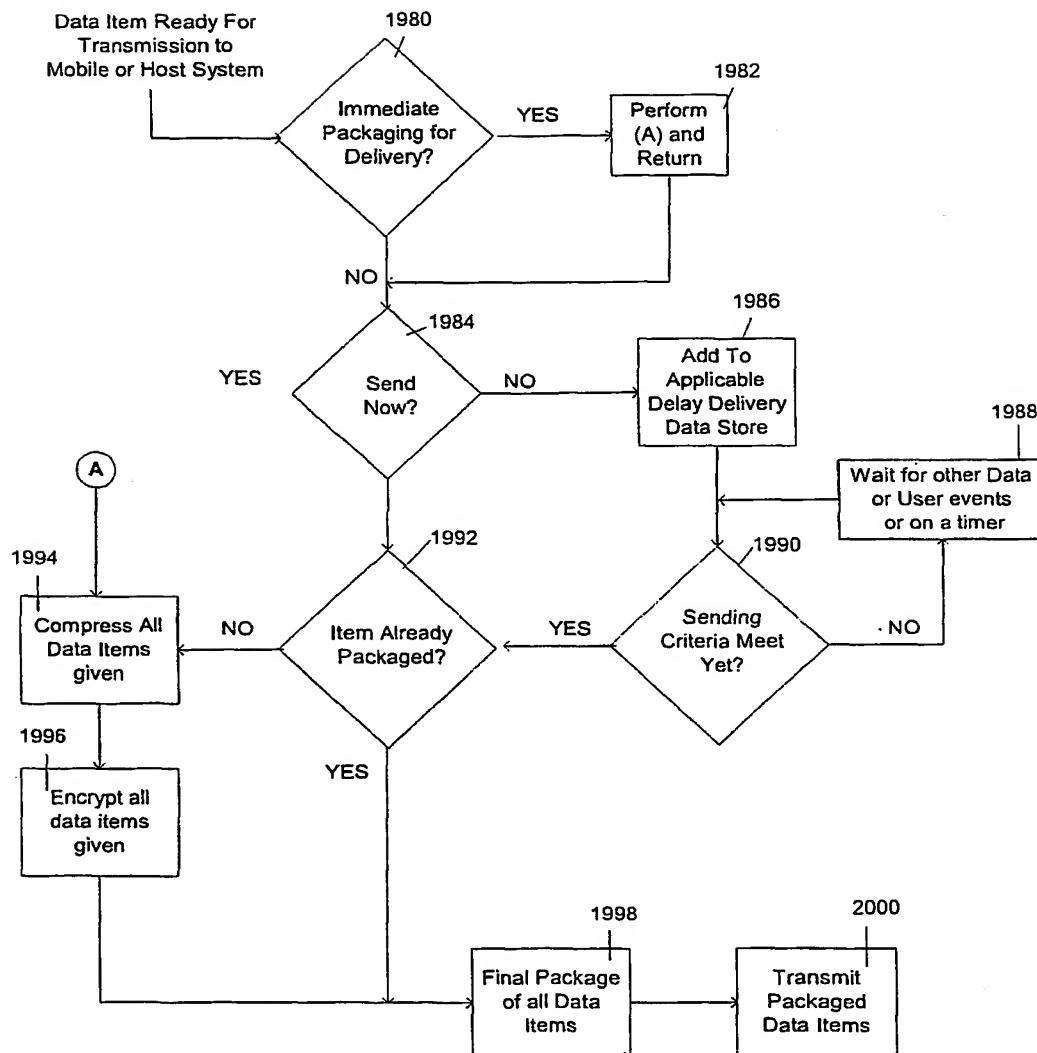 Data Item Ready For
Transmission to
Mobile or Host System
1980
Immediate
Packaging for
Delivery?
YES
1982
Perform
(A) and
Return
NO
1984
Send
Now?
YES
NO
1986
Add To
Applicable
Delay Delivery
Data Store
1988
Wait for other Data
or User events
or on a timer
A
1994
Compress All
Data Items
given
NO
1992
Item Already
Packaged?
YES
1990
Sending
Criteria Meet
Yet?
NO
1996
Encrypt all
data items
given
YES
1998
Final Package
of all Data
Items
2000
Transmit
Packaged
Data Items